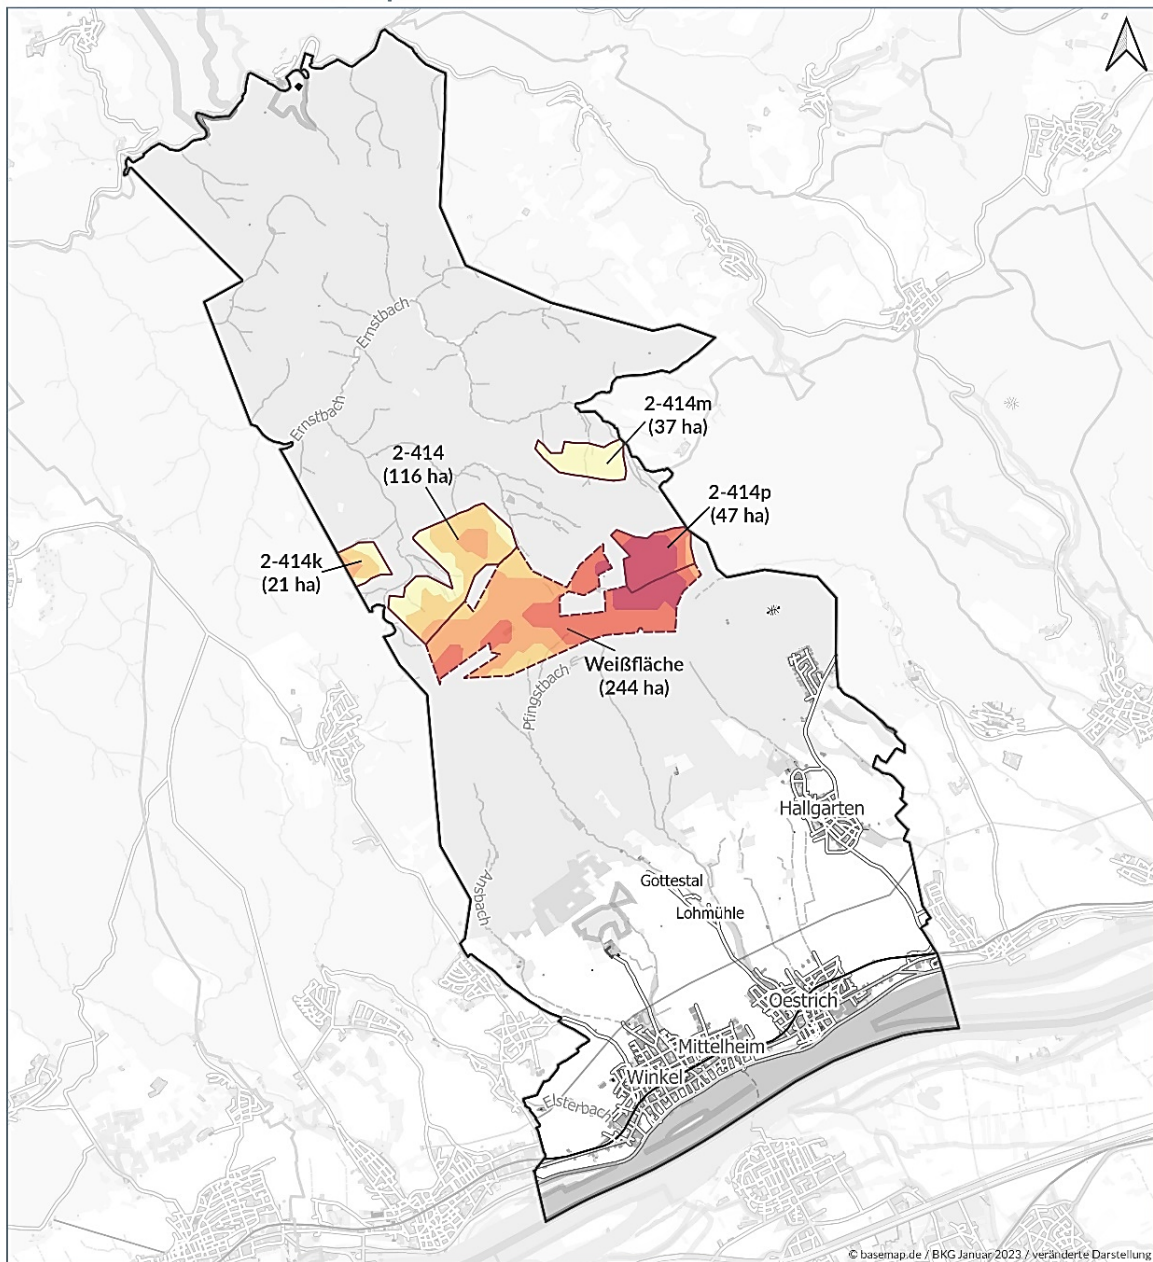 Ernstbach
Ernstbach
2-414m
(37 ha)
2-414
(116 ha)
2-414p
(47 ha)
2-414k
(21 ha)
Weißfläche
(244 ha)
Pfingstbach
Hallgarten
Ansbach
Gottestal
Lohmühle
Oestrich
Mittelheim
Winkel
Elsterbach
© basemap.de / BKG Januar 2023 / veränderte Darstellung